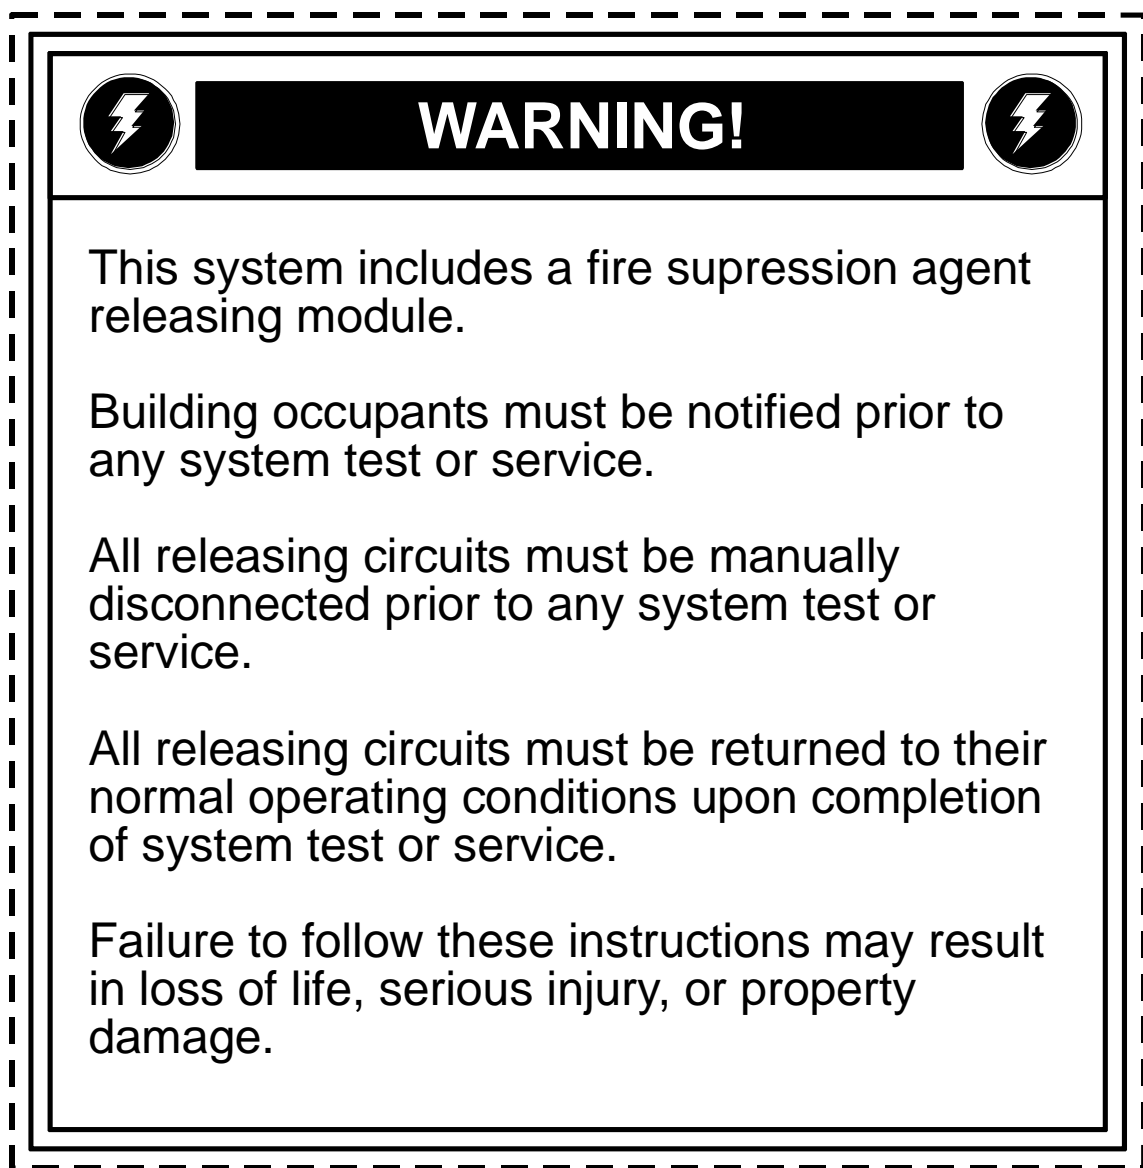 WARNING!
This system includes a fire supression agent
releasing module.
Building occupants must be notified prior to
any system test or service.
All releasing circuits must be manually
disconnected prior to any system test or
service.
All releasing circuits must be returned to their
normal operating conditions upon completion
of system test or service.
Failure to follow these instructions may result
in loss of life, serious injury, or property
damage.